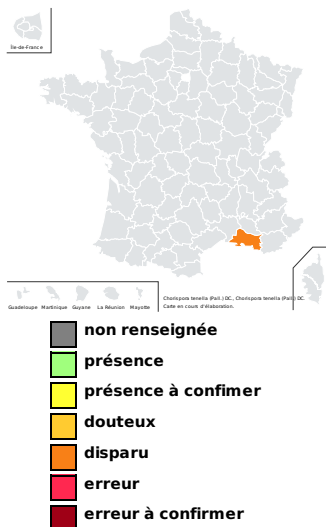 Île-de-France
Guadeloupe Martinique Guyane La Réunion Mayotte
Chorispora tenella (Pall.) DC., Chorispora tenella (Pall.) DC.
Carte en cours d'élaboration.
non renseignée
présence
présence à confimer
douteux
disparu
erreur
erreur à confirmer